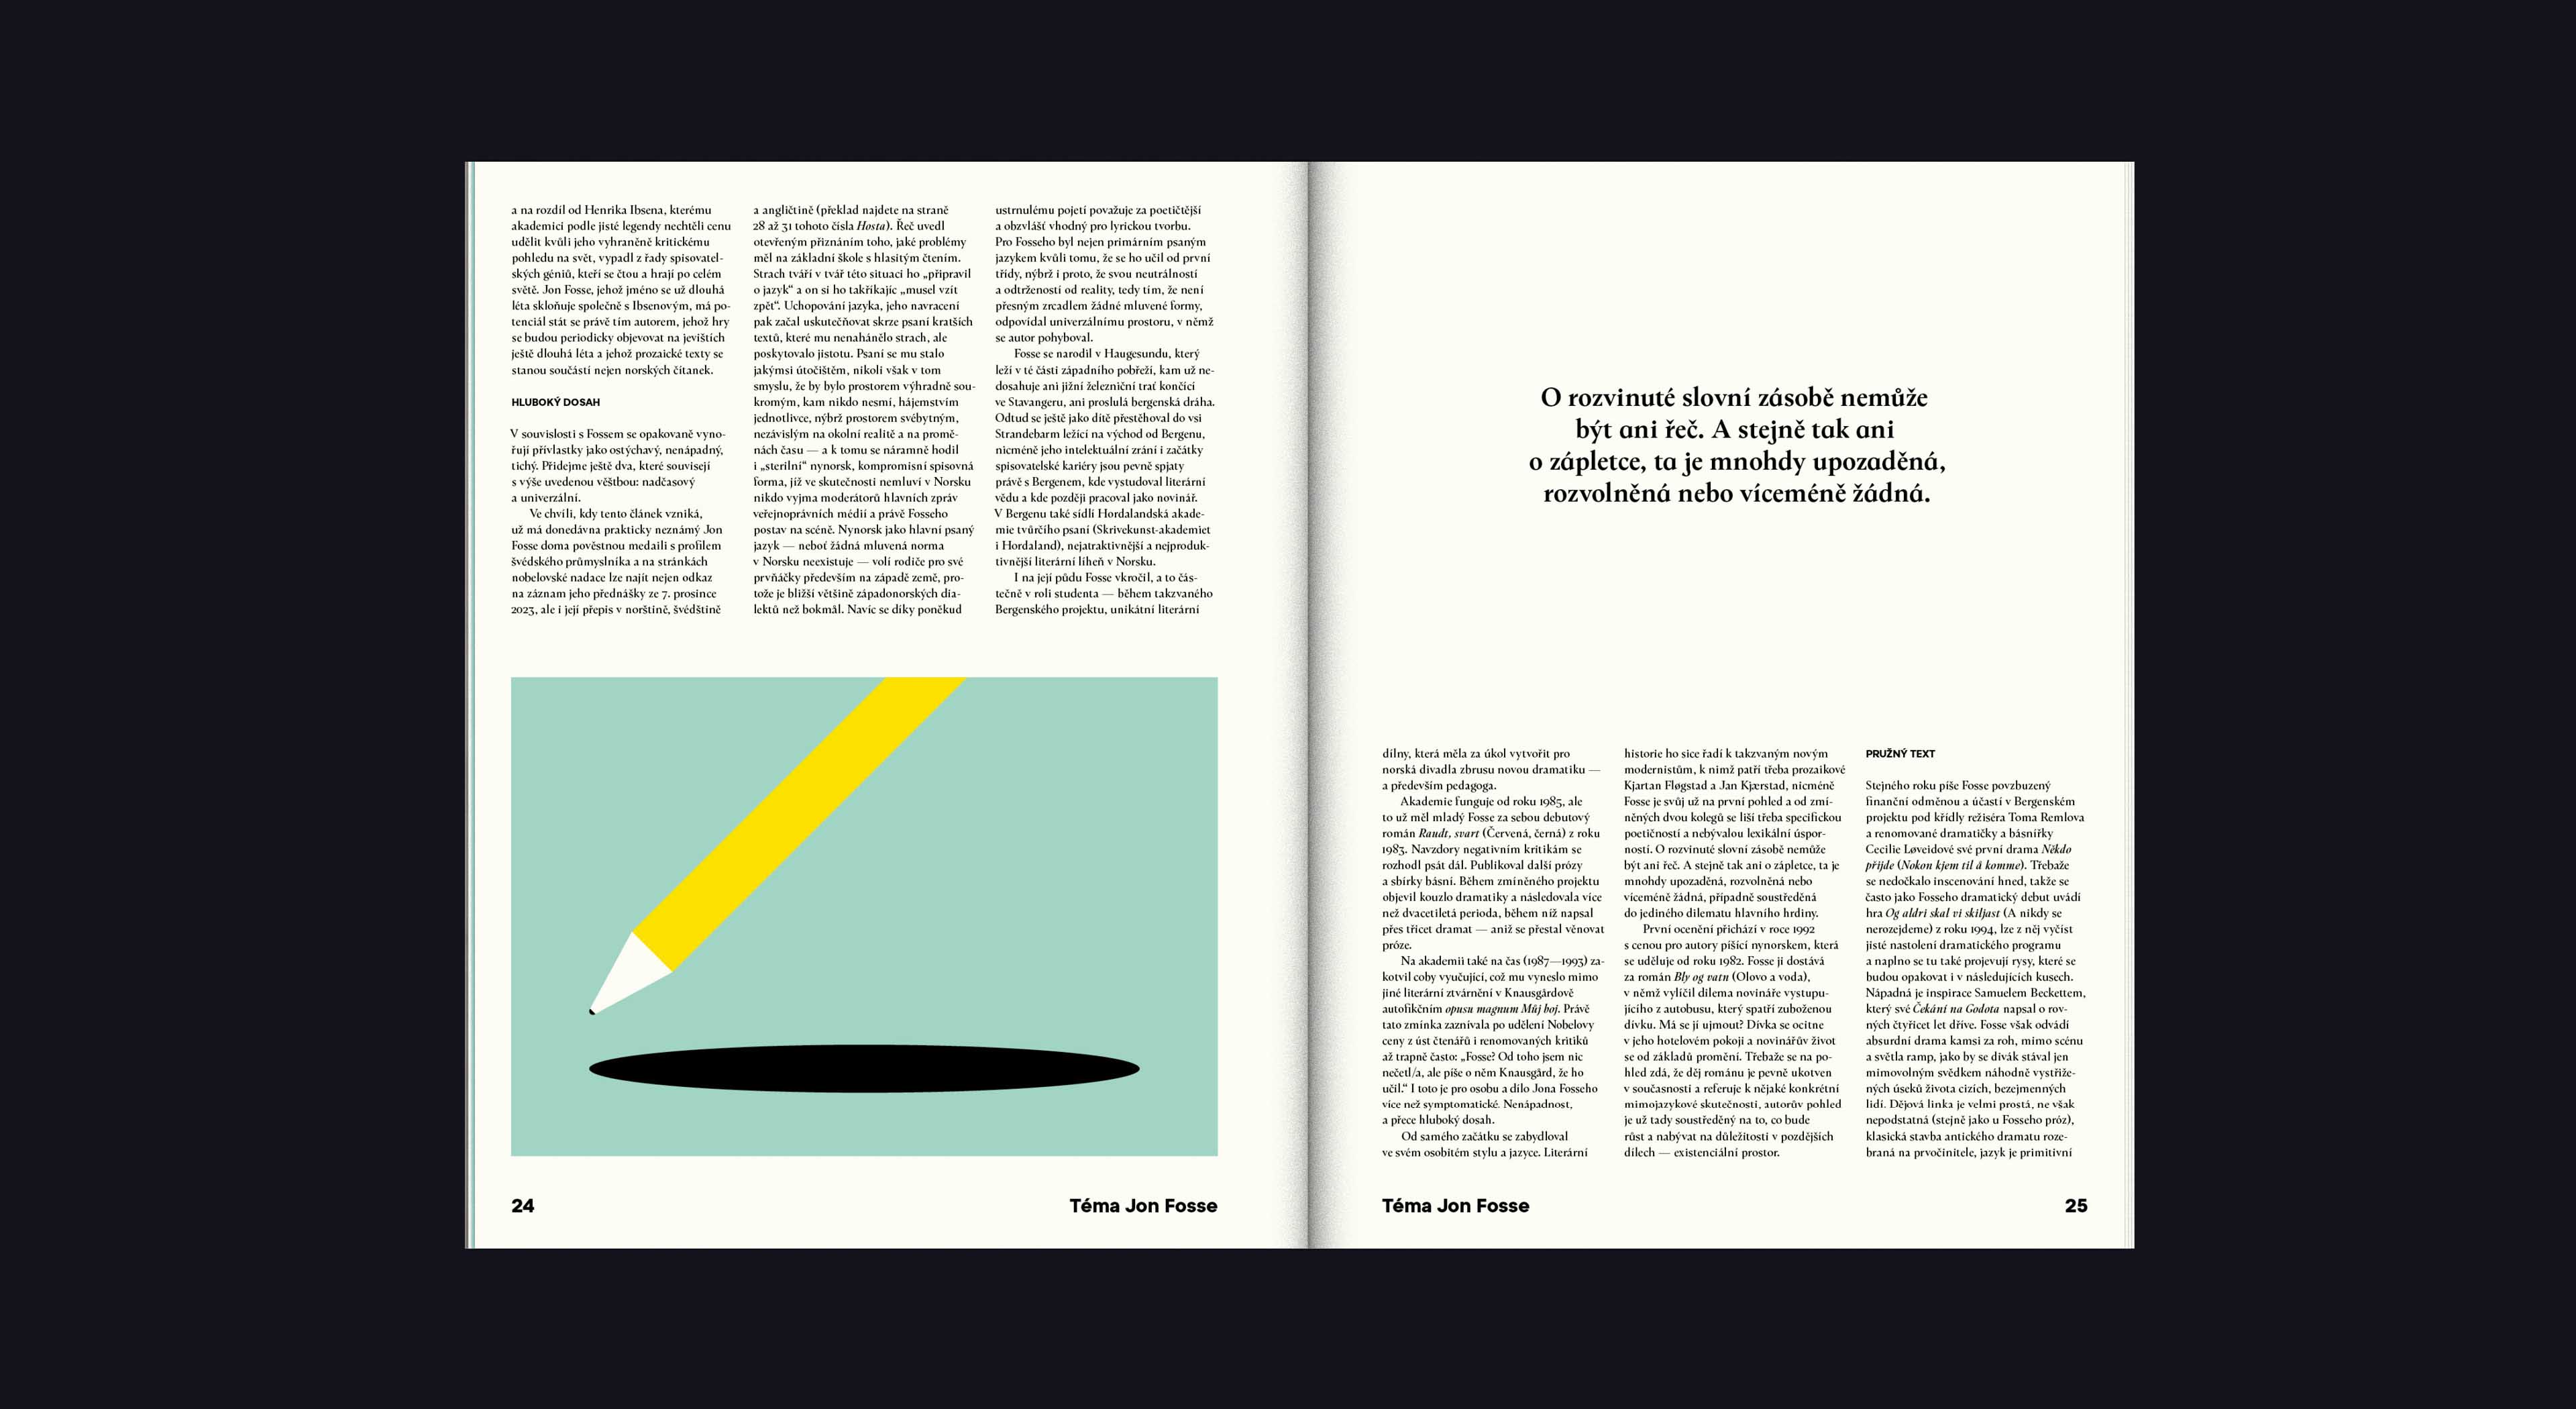 a na rozdíl od Henrika Ibsena, kterému
akademici podle jisté legendy nechtěli cenu
udělit kvůli jeho vyhraněně kritickému
pohledu na svět, vypadl z řady spisovatel-
ských géniů, kteří se čtou a hrají po celém
světě. Jon Fosse, jehož jméno se už dlouhá
léta skloňuje společně s Ibsenovým, má po-
tenciál stát se právě tím autorem, jehož hry
se budou periodicky objevovat na jevištích
ještě dlouhá léta a jehož prozaické texty se
stanou součástí nejen norských čítanek.
HLUBOKÝ DOSAH
V souvislosti s Fossem se opakovaně vyno-
řují přívlastky jako ostýchavý, nenápadný,
tichý. Přidejme ještě dva, které souvisejí
s výše uvedenou věštbou: nadčasový
a univerzální.
Ve chvíli, kdy tento článek vzniká,
už má donedávna prakticky neznámý Jon
Fosse doma pověstnou medaili s profilem
švédského průmyslníka a na stránkách
nobelovské nadace lze najít nejen odkaz
na záznam jeho přednášky ze 7. prosince
2023, ale i její přepis v norštině, švédštině
a angličtině (překlad najdete na straně
28 až 31 tohoto čísla Hosta). Řeč uvedl
otevřeným přiznáním toho, jaké problémy
měl na základní škole s hlasitým čtením.
Strach tváří v tvář této situaci ho „připravil
o jazyk“ a on si ho takříkajíc „musel vzít
zpět“. Uchopování jazyka, jeho navracení
pak začal uskutečňovat skrze psaní kratších
textů, které mu nenahánělo strach, ale
poskytovalo jistotu. Psaní se mu stalo
jakýmsi útočištěm, nikoli však v tom
smyslu, že by bylo prostorem výhradně sou-
kromým, kam nikdo nesmí, hájemstvím
jednotlivce, nýbrž prostorem svébytným,
nezávislým na okolní realitě a na promě-
nách času — a k tomu se náramně hodil
i „sterilní“ nynorsk, kompromisní spisovná
forma, jíž ve skutečnosti nemluví v Norsku
nikdo vyjma moderátorů hlavních zpráv
veřejnoprávních médií a právě Fosseho
postav na scéně. Nynorsk jako hlavní psaný
jazyk — neboť žádná mluvená norma
v Norsku neexistuje — volí rodiče pro své
prvňáčky především na západě země, pro-
tože je bližší většině západonorských dia-
lektů než bokmål. Navíc se díky poněkud
ustrnulému pojetí považuje za poetičtější
a obzvlášť vhodný pro lyrickou tvorbu.
Pro Fosseho byl nejen primárním psaným
jazykem kvůli tomu, že se ho učil od první
třídy, nýbrž i proto, že svou neutrálností
a odtržeností od reality, tedy tím, že není
přesným zrcadlem žádné mluvené formy,
odpovídal univerzálnímu prostoru, v němž
se autor pohyboval.
Fosse se narodil v Haugesundu, který
leží v té části západního pobřeží, kam už ne-
dosahuje ani jižní železniční trať končící
ve Stavangeru, ani proslulá bergenská dráha.
Odtud se ještě jako dítě přestěhoval do vsi
Strandebarm ležící na východ od Bergenu,
nicméně jeho intelektuální zrání i začátky
spisovatelské kariéry jsou pevně spjaty
právě s Bergenem, kde vystudoval literární
vědu a kde později pracoval jako novinář.
V Bergenu také sídlí Hordalandská akade-
mie tvůrčího psaní (Skrivekunst-akademiet
i Hordaland), nejatraktivnější a nejproduk-
tivnější literární líheň v Norsku.
I na její půdu Fosse vkročil, a to čás-
tečně v roli studenta — během takzvaného
Bergenského projektu, unikátní literární
24
Téma Jon Fosse
O rozvinuté slovní zásobě nemůže
být ani řeč. A stejně tak ani
o zápletce, ta je mnohdy upozaděná,
rozvolněná nebo víceméně žádná.
dílny, která měla za úkol vytvořit pro
norská divadla zbrusu novou dramatiku —
a především pedagoga.
Akademie funguje od roku 1985, ale
to už měl mladý Fosse za sebou debutový
román Raudt, svart (Červená, černá) z roku
1983. Navzdory negativním kritikám se
rozhodl psát dál. Publikoval další prózy
a sbírky básní. Během zmíněného projektu
objevil kouzlo dramatiky a následovala více
než dvacetiletá perioda, během níž napsal
přes třicet dramat — aniž se přestal věnovat
próze.
Na akademii také na čas (1987—1993) za-
kotvil coby vyučující, což mu vyneslo mimo
jiné literární ztvárnění v Knausgårdově
autofikčním opusu magnum Můj boj. Právě
tato zmínka zaznívala po udělení Nobelovy
ceny z úst čtenářů i renomovaných kritiků
až trapně často: „Fosse? Od toho jsem nic
nečetl/a, ale píše o něm Knausgård, že ho
učil.“ I toto je pro osobu a dílo Jona Fosseho
více než symptomatické. Nenápadnost,
a přece hluboký dosah.
Od samého začátku se zabydloval
ve svém osobitém stylu a jazyce. Literární
historie ho sice řadí k takzvaným novým
modernistům, k nimž patří třeba prozaikové
Kjartan Fløgstad a Jan Kjærstad, nicméně
Fosse je svůj už na první pohled a od zmí-
něných dvou kolegů se liší třeba specifickou
poetičností a nebývalou lexikální úspor-
ností. O rozvinuté slovní zásobě nemůže
být ani řeč. A stejně tak ani o zápletce, ta je
mnohdy upozaděná, rozvolněná nebo
víceméně žádná, případně soustředěná
do jediného dilematu hlavního hrdiny.
První ocenění přichází v roce 1992
s cenou pro autory píšící nynorskem, která
se uděluje od roku 1982. Fosse ji dostává
za román Bly og vatn (Olovo a voda),
v němž vylíčil dilema novináře vystupu-
jícího z autobusu, který spatří zuboženou
dívku. Má se jí ujmout? Dívka se ocitne
v jeho hotelovém pokoji a novinářův život
se od základů promění. Třebaže se na po-
hled zdá, že děj románu je pevně ukotven
v současnosti a referuje k nějaké konkrétní
mimojazykové skutečnosti, autorův pohled
je už tady soustředěný na to, co bude
růst a nabývat na důležitosti v pozdějších
dílech — existenciální prostor.
PRUŽNÝ TEXT
Stejného roku píše Fosse povzbuzený
finanční odměnou a účastí v Bergenském
projektu pod křídly režiséra Toma Remlova
a renomované dramatičky a básnířky
Cecilie Løveidové své první drama Někdo
přijde (Nokon kjem til å komme). Třebaže
se nedočkalo inscenování hned, takže se
často jako Fosseho dramatický debut uvádí
hra Og aldri skal vi skiljast (A nikdy se
nerozejdeme) z roku 1994, lze z něj vyčíst
jisté nastolení dramatického programu
a naplno se tu také projevují rysy, které se
budou opakovat i v následujících kusech.
Nápadná je inspirace Samuelem Beckettem,
který své Čekání na Godota napsal o rov-
ných čtyřicet let dříve. Fosse však odvádí
absurdní drama kamsi za roh, mimo scénu
a světla ramp, jako by se divák stával jen
mimovolným svědkem náhodně vystřiže-
ných úseků života cizích, bezejmenných
lidí. Dějová linka je velmi prostá, ne však
nepodstatná (stejně jako u Fosseho próz),
klasická stavba antického dramatu roze-
braná na prvočinitele, jazyk je primitivní
Téma Jon Fosse
25